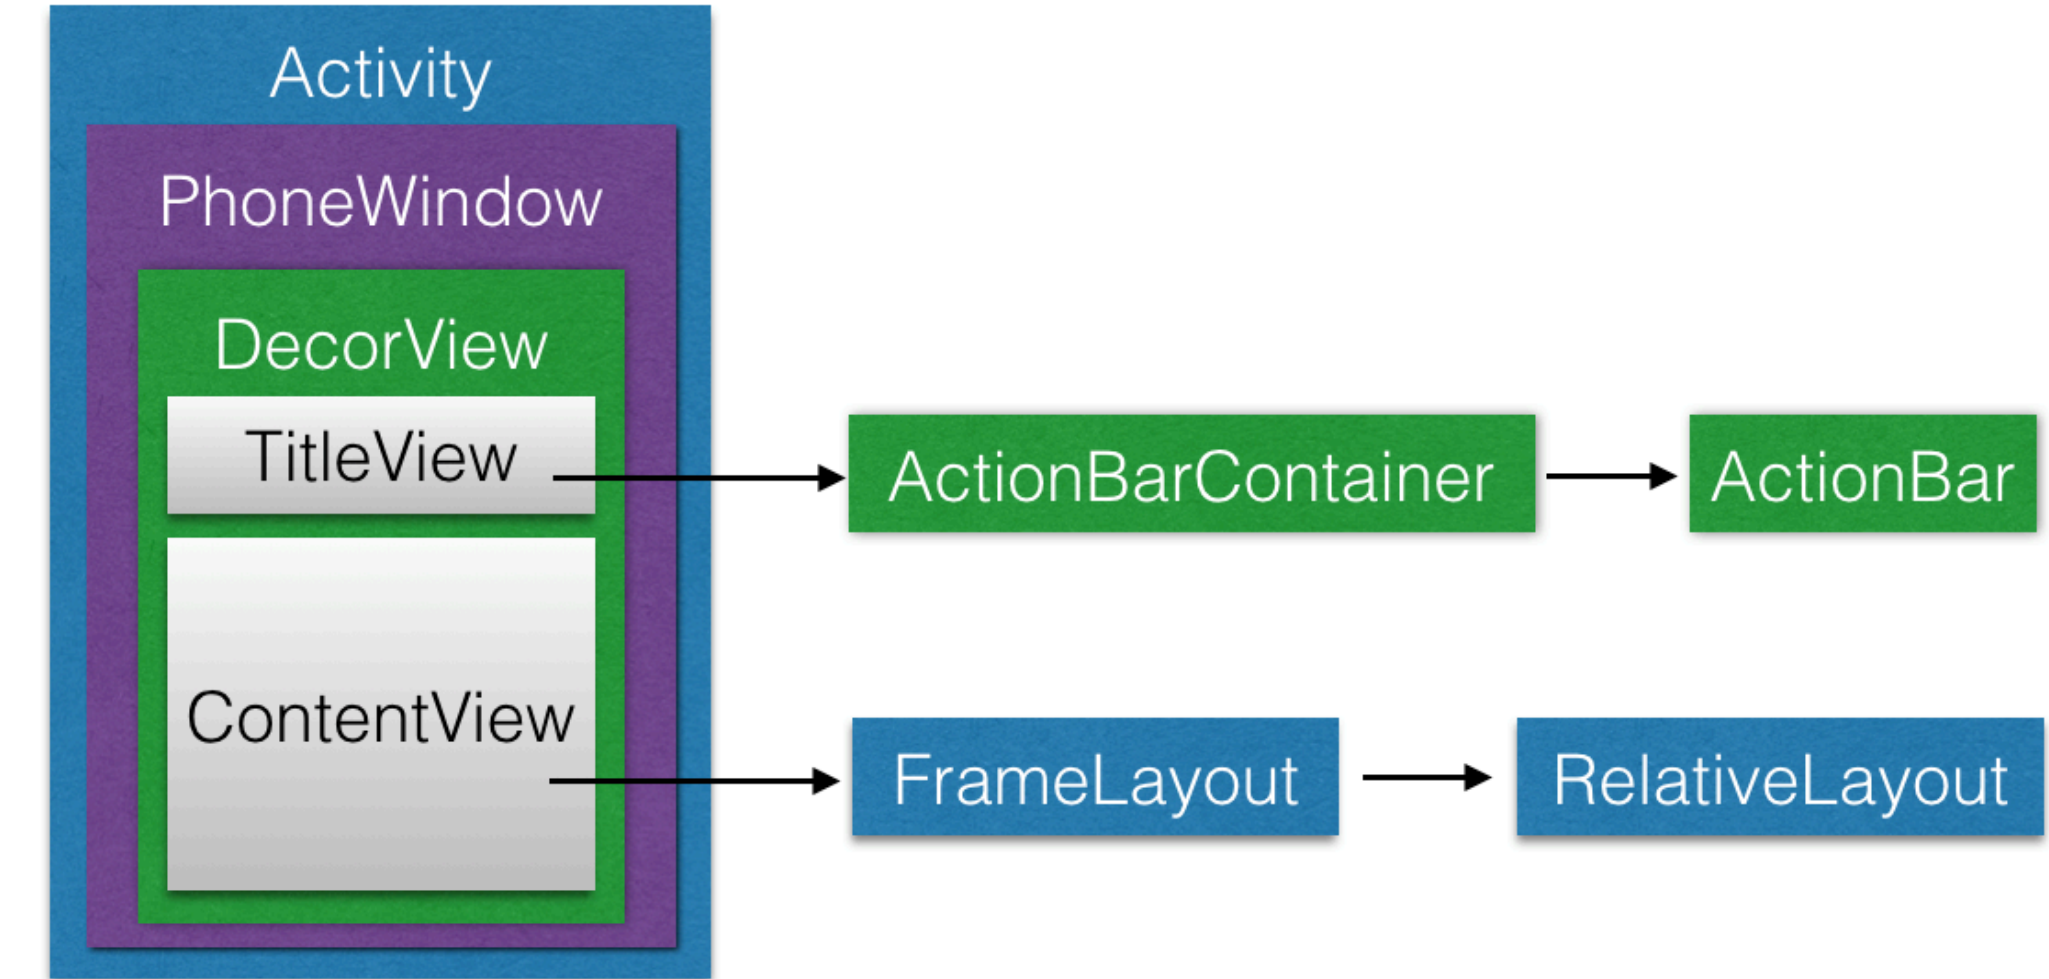 Activity
PhoneWindow
DecorView
TitleView
ActionBarContainer
ActionBar
ContentView
FrameLayout
RelativeLayout